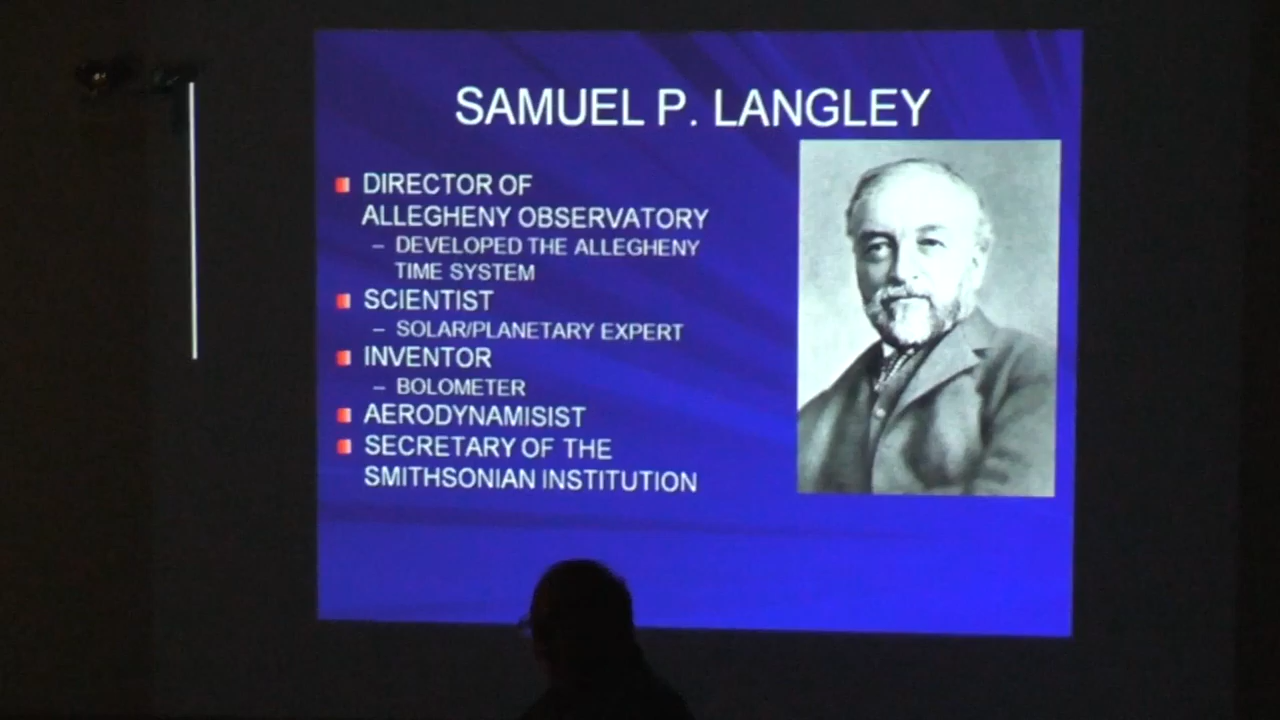 SAMUEL P. LANGLEY
DIRECTOR OF
ALLEGHENY OBSERVATORY
– DEVELOPED THE ALLEGHENY
TIME SYSTEM
SCIENTIST
– SOLAR/PLANETARY EXPERT
INVENTOR
– BOLOMETER
AERODYNAMISIST
SECRETARY OF THE
SMITHSONIAN INSTITUTION